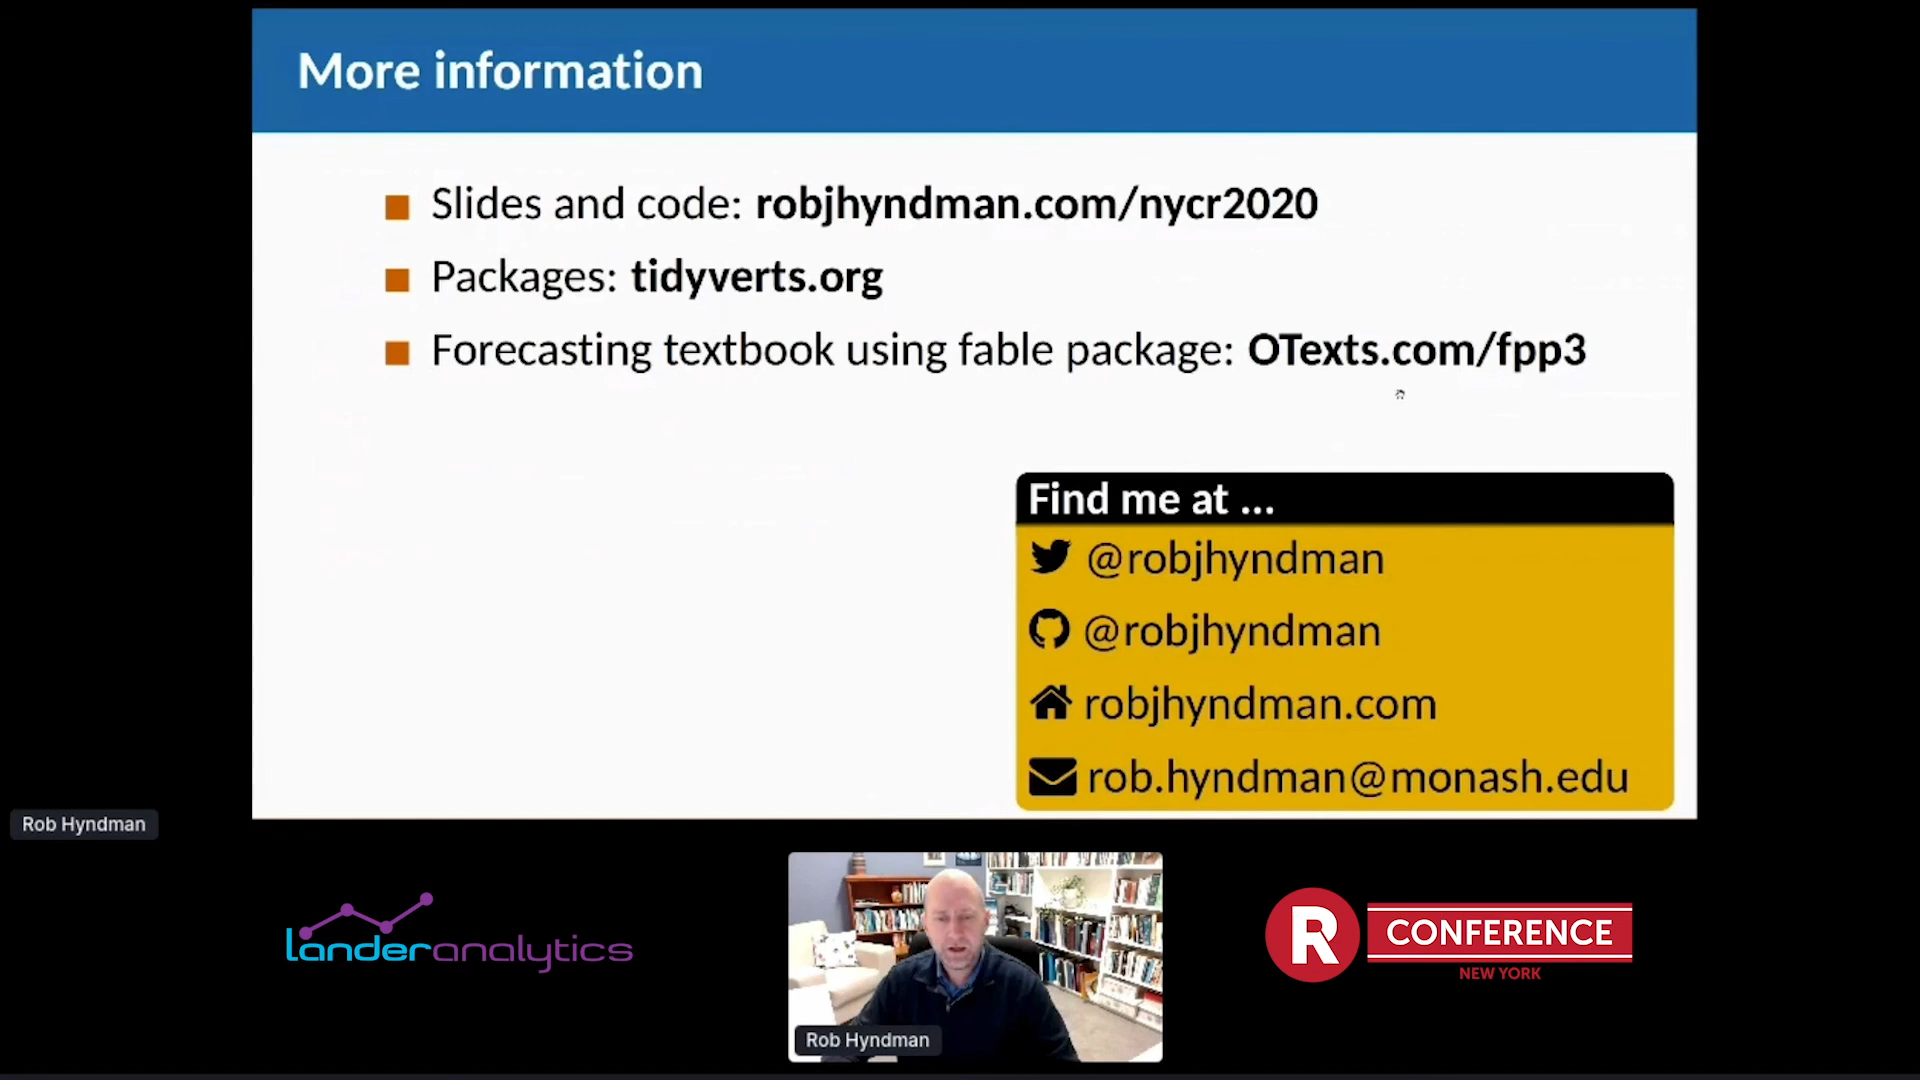 More information
Slides and code: robjhyndman.com/nycr2020
Packages: tidyverts.org
Forecasting textbook using fable package: OTexts.com/fpp3
Find me at ...
@robjhyndman
@robjhyndman
robjhyndman.com
rob.hyndman@monash.edu
Rob Hyndman
landeranalytics
Rob Hyndman
R CONFERENCE
NEW YORK